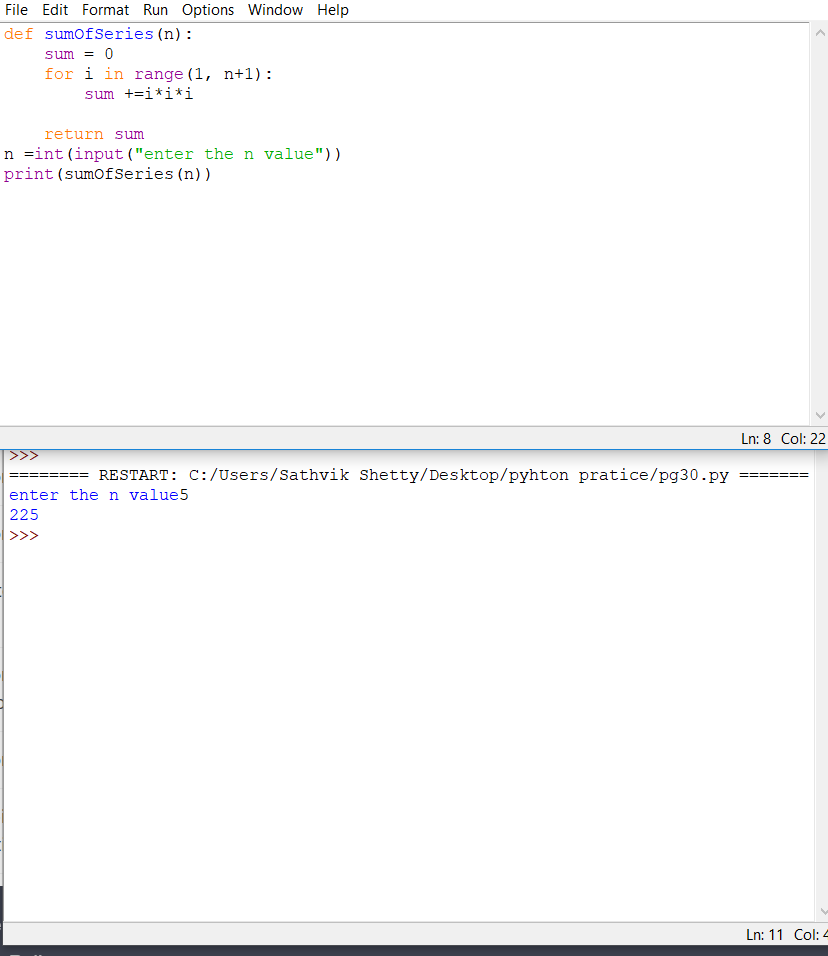 File Edit Format Run Options Window Help
def sumOfSeries(n):
    sum = 0
    for i in range(1, n+1):
        sum +=i*i*i
    return sum
n =int(input("enter the n value"))
print(sumOfSeries(n))
Ln: 8 Col: 22
>>>
======== RESTART: C:/Users/Sathvik Shetty/Desktop/pyhton pratice/pg30.py =======
enter the n value5
225
>>>
Ln: 11 Col: 4